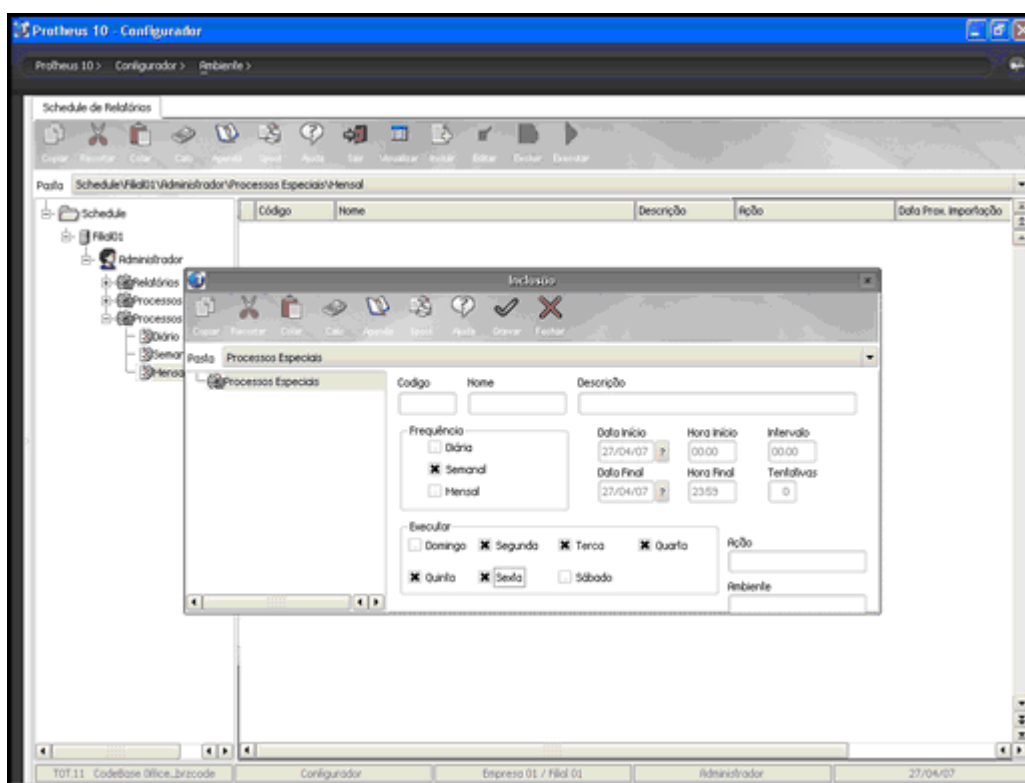 Protheus 10 - Configurador
Protheus 10 > Configurador > Ambiente >
Schedule de Relatórios
Copiar Recortar Colar Calc Agenda Spool Ajuda Sair Visualizar Incluir Editar Excluir Executar
Pasta Schedule\Filial01\Administrador\Processos Especiais\Mensal
Schedule
Código Nome Descrição Ação Data Prox. Importação
Filial01
Administrador
Relatórios
Processos
Processos
Diário
Seman
Mensa
Inclusão
Copiar Recortar Colar Calc Agenda Spool Ajuda Gravar Fechar
Pasta Processos Especiais
Processos Especiais
Codigo Nome Descrição
Frequência
Diária
Semanal
Mensal
Data Início Hora Início Intervalo
27/04/07 ? 00:00 00:00
Data Final Hora Final Tentativas
27/04/07 ? 23:59 0
Executar
Domingo Segunda Terca Quarta
Quinta Sexta Sábado
Ação
Ambiente
TOT.11 CodeBase Office_brzcode Configurador Empresa 01 / Filial 01 Administrador 27/04/07